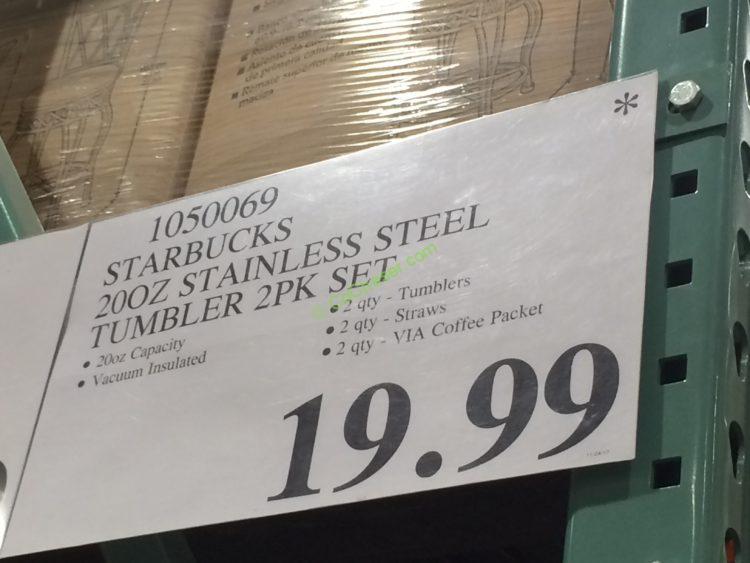 *
1050069
STARBUCKS
20OZ STAINLESS STEEL
TUMBLER 2PK SET
• 20oz Capacity
• Vacuum Insulated
• 2 qty - Tumblers
• 2 qty - Straws
• 2 qty - VIA Coffee Packet
19.99